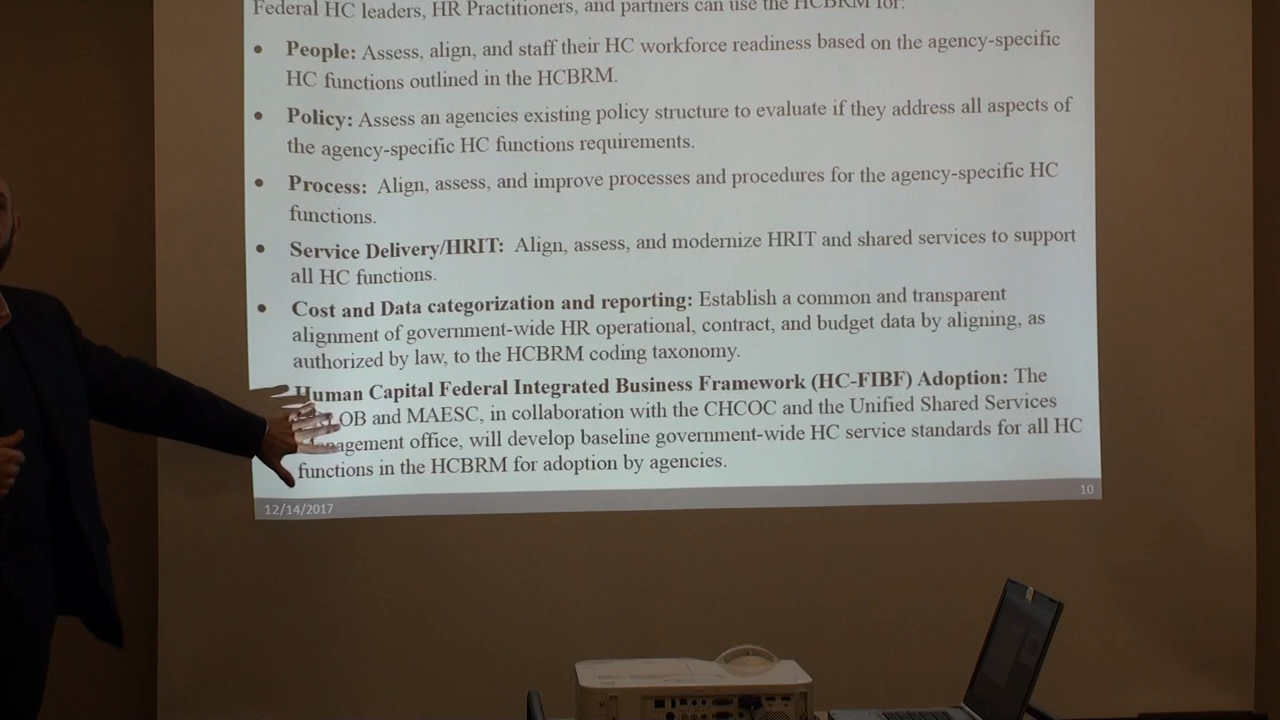 Federal HC leaders, HR Practitioners, and partners can use the HCBRM for:
• People: Assess, align, and staff their HC workforce readiness based on the agency-specific
HC functions outlined in the HCBRM.
• Policy: Assess an agencies existing policy structure to evaluate if they address all aspects of
the agency-specific HC functions requirements.
• Process: Align, assess, and improve processes and procedures for the agency-specific HC
functions.
• Service Delivery/HRIT: Align, assess, and modernize HRIT and shared services to support
all HC functions.
• Cost and Data categorization and reporting: Establish a common and transparent
alignment of government-wide HR operational, contract, and budget data by aligning, as
authorized by law, to the HCBRM coding taxonomy.
Human Capital Federal Integrated Business Framework (HC-FIBF) Adoption: The
OB and MAESC, in collaboration with the CHCOC and the Unified Shared Services
agement office, will develop baseline government-wide HC service standards for all HC
functions in the HCBRM for adoption by agencies.
12/14/2017
10